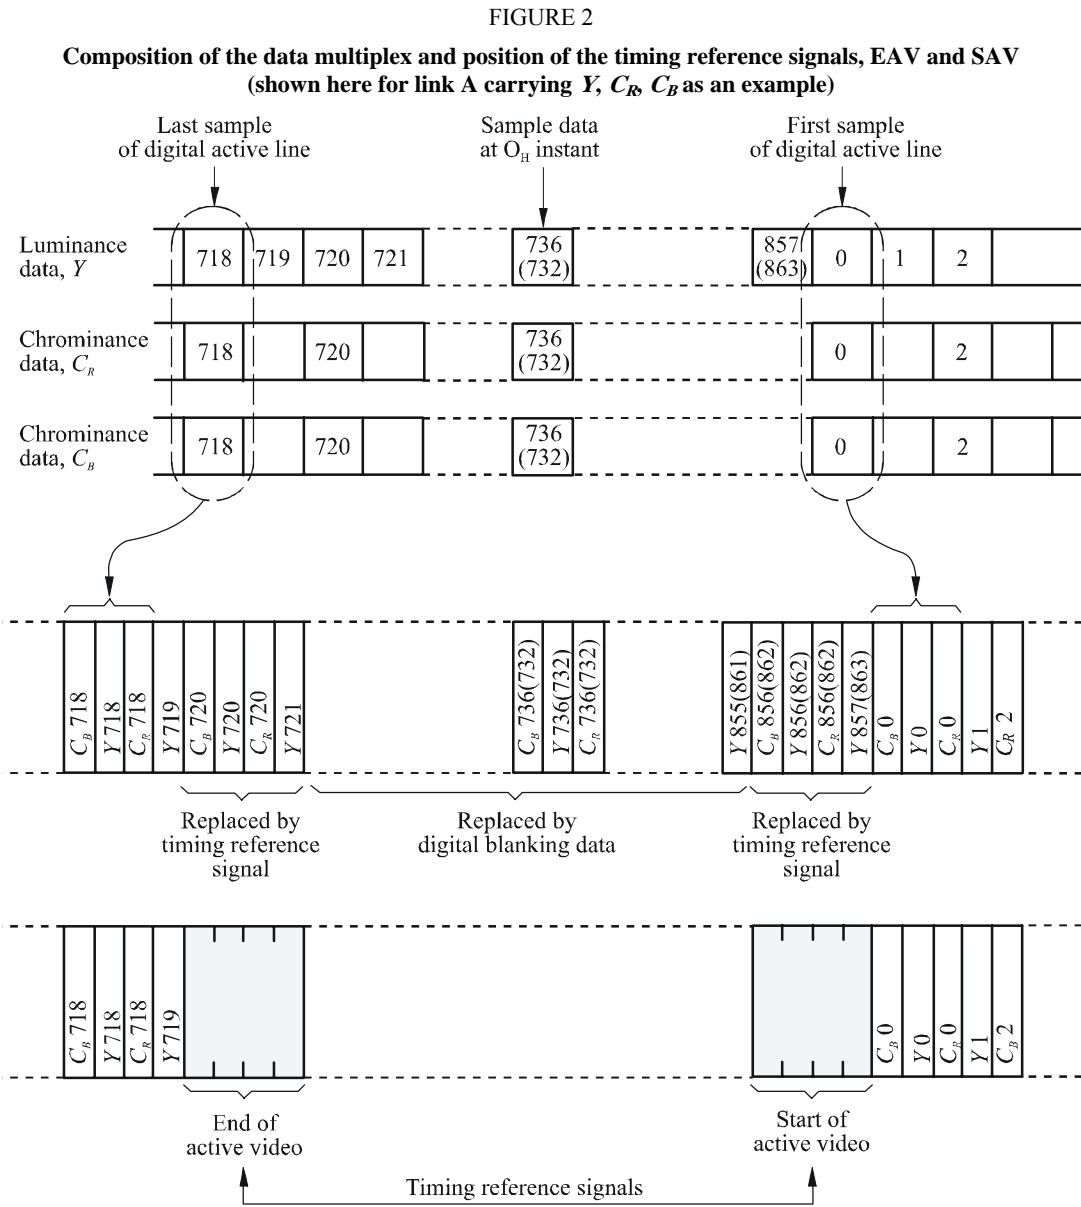 FIGURE 2
Composition of the data multiplex and position of the timing reference signals, EAV and SAV
(shown here for link A carrying Y, CR, CB as an example)
Last sample
of digital active line
Sample data
at OH instant
First sample
of digital active line
Luminance
data, Y
718 719 720 721
736
(732)
857
(863)
0 1 2
Chrominance
data, CR
718 720
736
(732)
0 2
Chrominance
data, CB
718 720
736
(732)
0 2
CB 718
Y 718
CR 718
Y 719
CB 720
Y 720
CR 720
Y 721
CB 736(732)
Y 736(732)
CR 736(732)
Y 855(861)
CB 856(862)
Y 856(862)
CR 856(862)
Y 857(863)
CB 0
Y 0
CR 0
Y 1
CR 2
Replaced by
timing reference
signal
Replaced by
digital blanking data
Replaced by
timing reference
signal
CB 718
Y 718
CR 718
Y 719
CB 0
Y 0
CR 0
Y 1
CB 2
End of
active video
Start of
active video
Timing reference signals